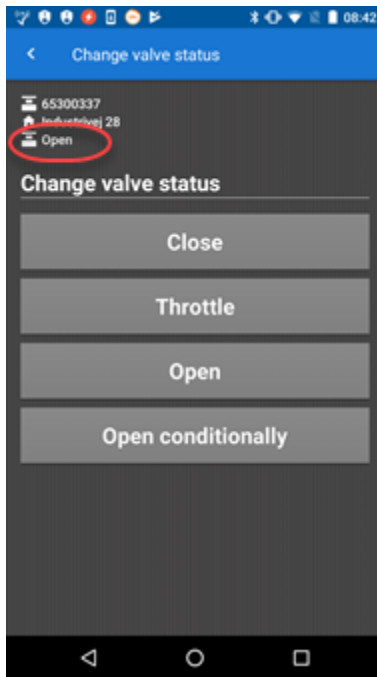 08:42
Change valve status
65300337
Industrivej 28
Open
Change valve status
Close
Throttle
Open
Open conditionally